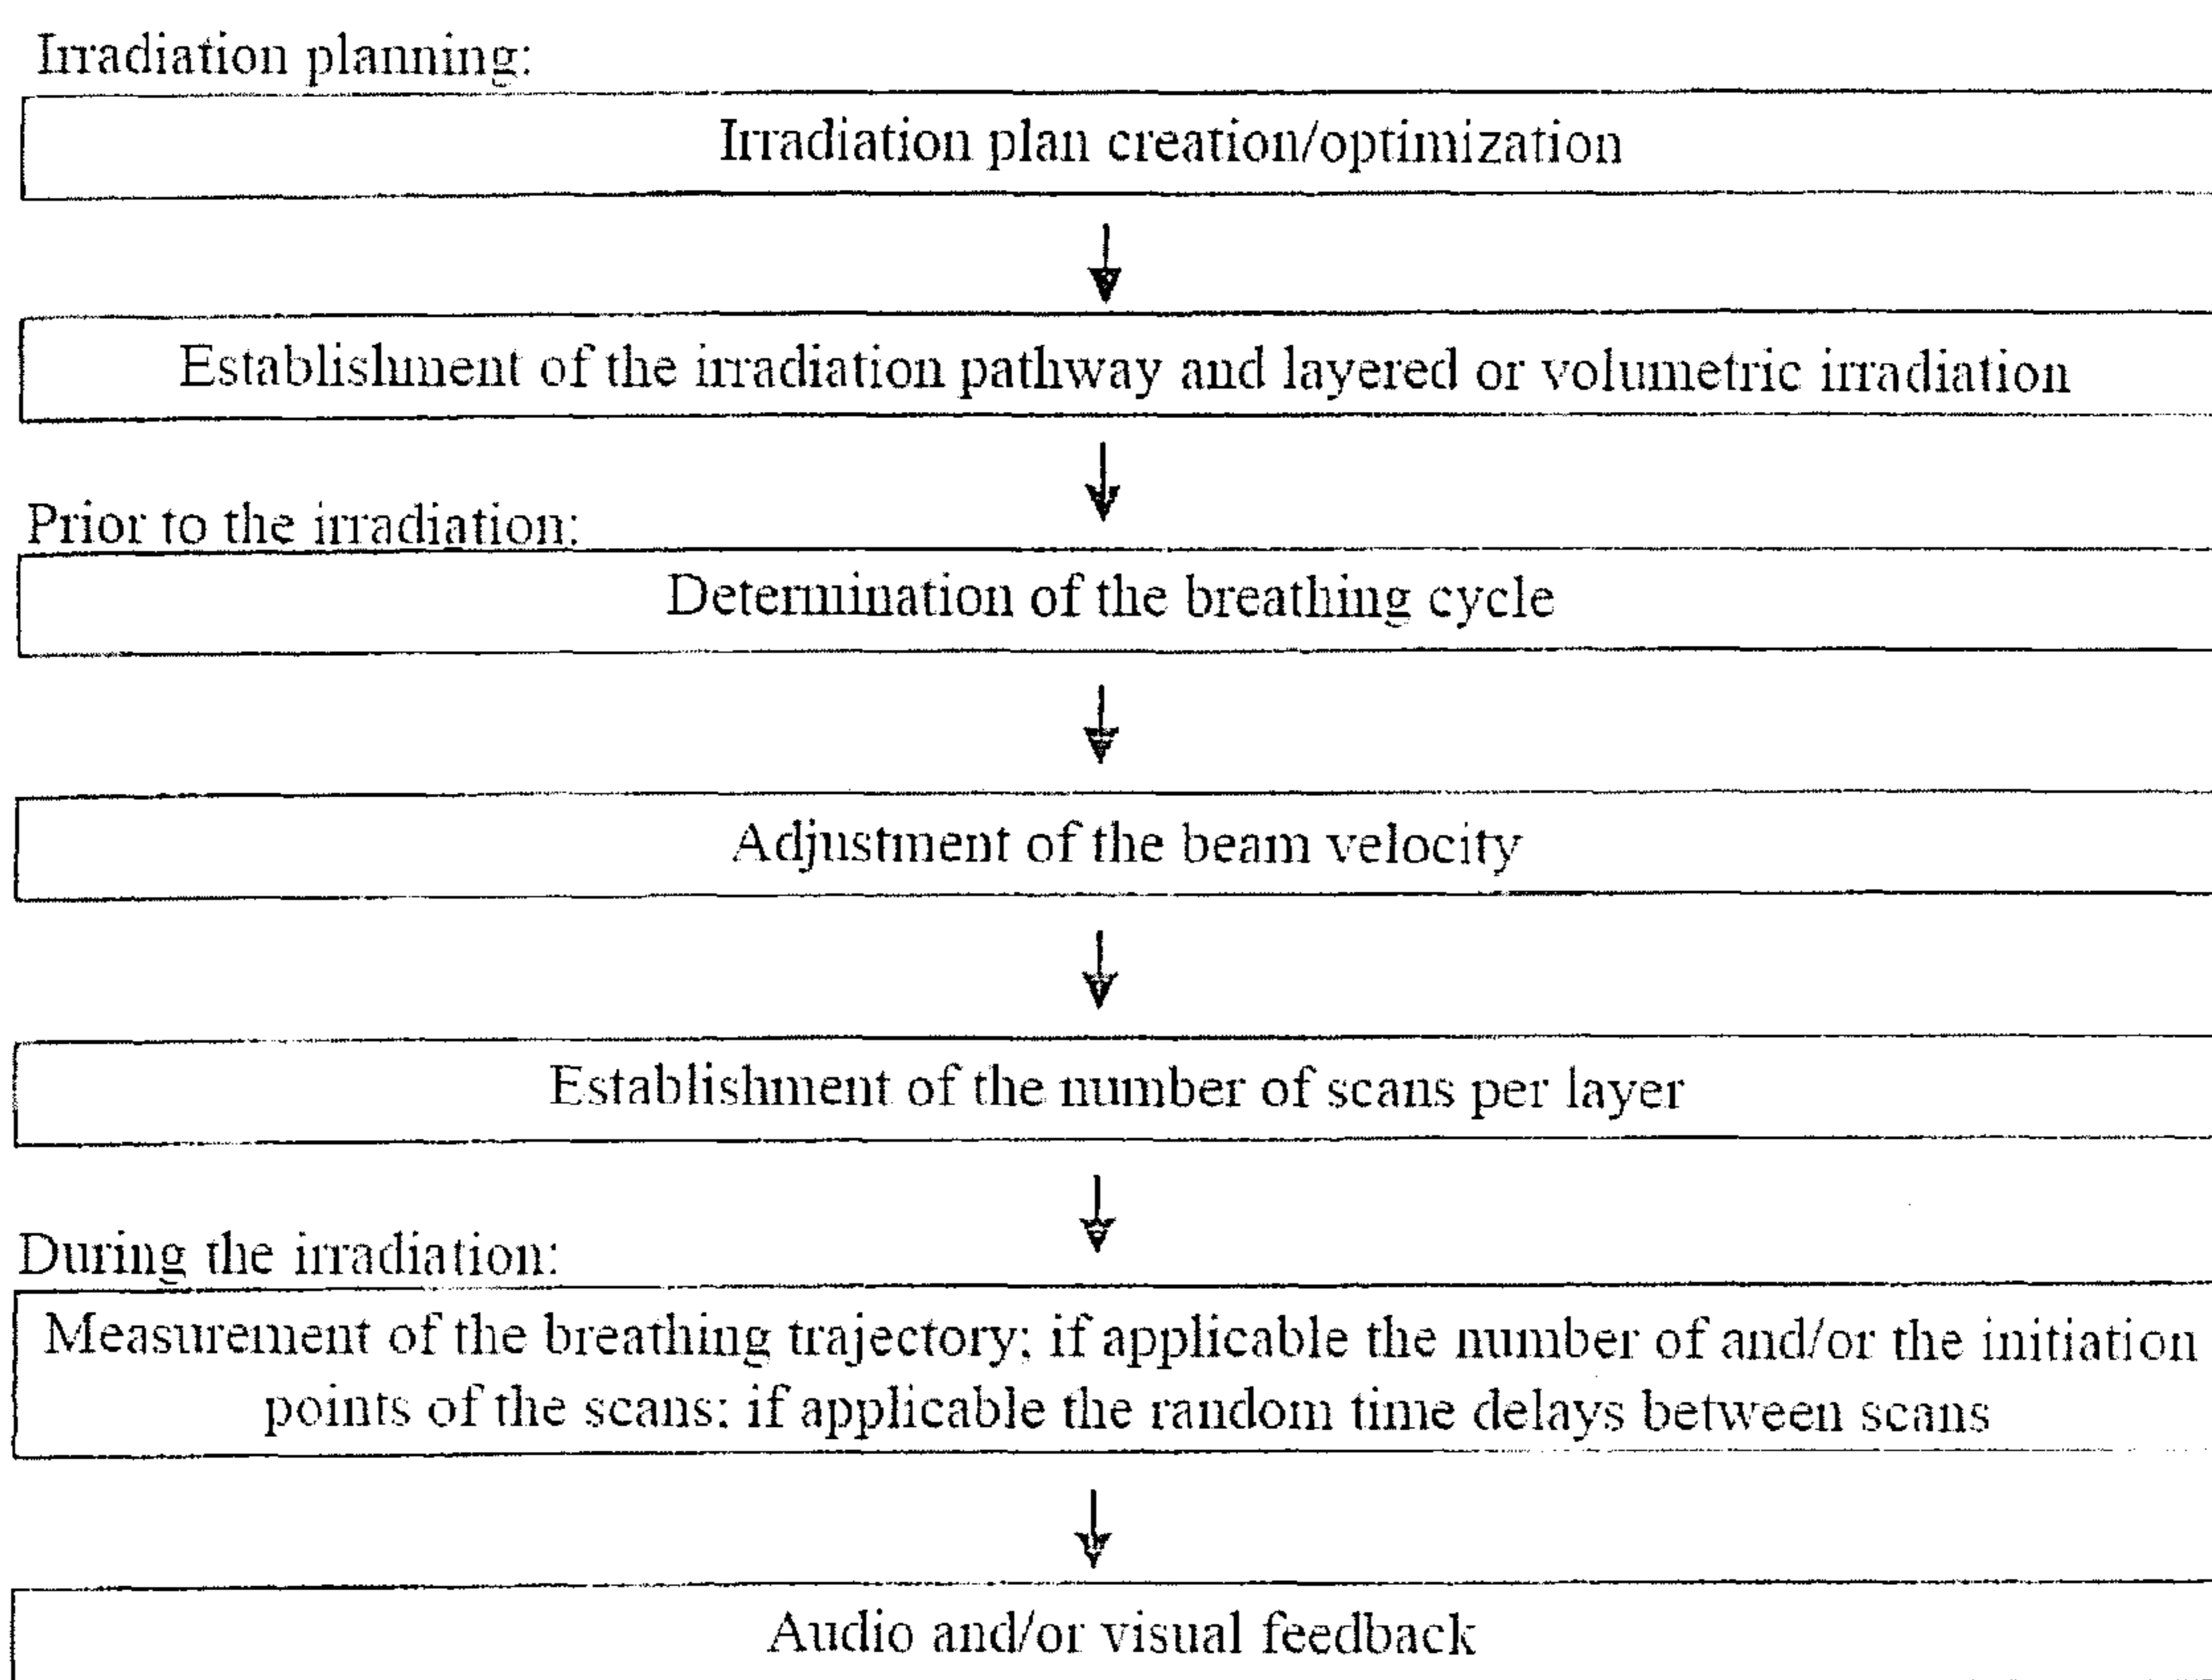 Irradiation planning:
Irradiation plan creation/optimization
Establishment of the irradiation pathway and layered or volumetric irradiation
Prior to the irradiation:
Determination of the breathing cycle
Adjustment of the beam velocity
Establishment of the number of scans per layer
During the irradiation:
Measurement of the breathing trajectory; if applicable the number of and/or the initiation
points of the scans; if applicable the random time delays between scans
Audio and/or visual feedback